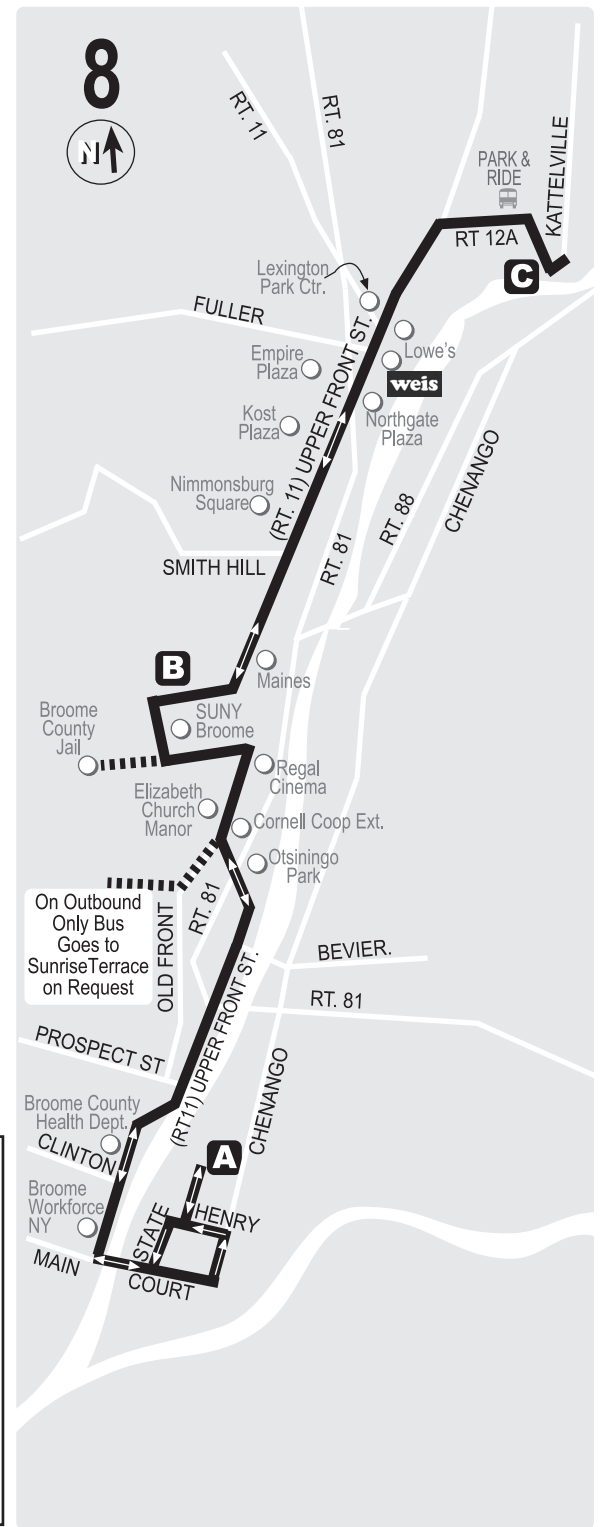 8
N
RT. 11
RT. 81
PARK &
RIDE
KATTELVILLE
RT 12A
C
Lexington
Park Ctr.
FULLER
Lowe's
Empire
Plaza
weis
Northgate
Plaza
Kost
Plaza
(RT. 11) UPPER FRONT ST.
Nimmonsburg
Square
CHENANGO
RT. 88
RT. 81
SMITH HILL
B
Maines
SUNY
Broome
Broome
County
Jail
Regal
Cinema
Elizabeth
Church
Manor
Cornell Coop Ext.
Otsiningo
Park
RT. 81
On Outbound
Only Bus
Goes to
SunriseTerrace
on Request
OLD FRONT
BEVIER.
RT. 81
(RT11) UPPER FRONT ST.
PROSPECT ST
CHENANGO
Broome County
Health Dept.
CLINTON
A
Broome
Workforce
NY
STATE
HENRY
MAIN
COURT